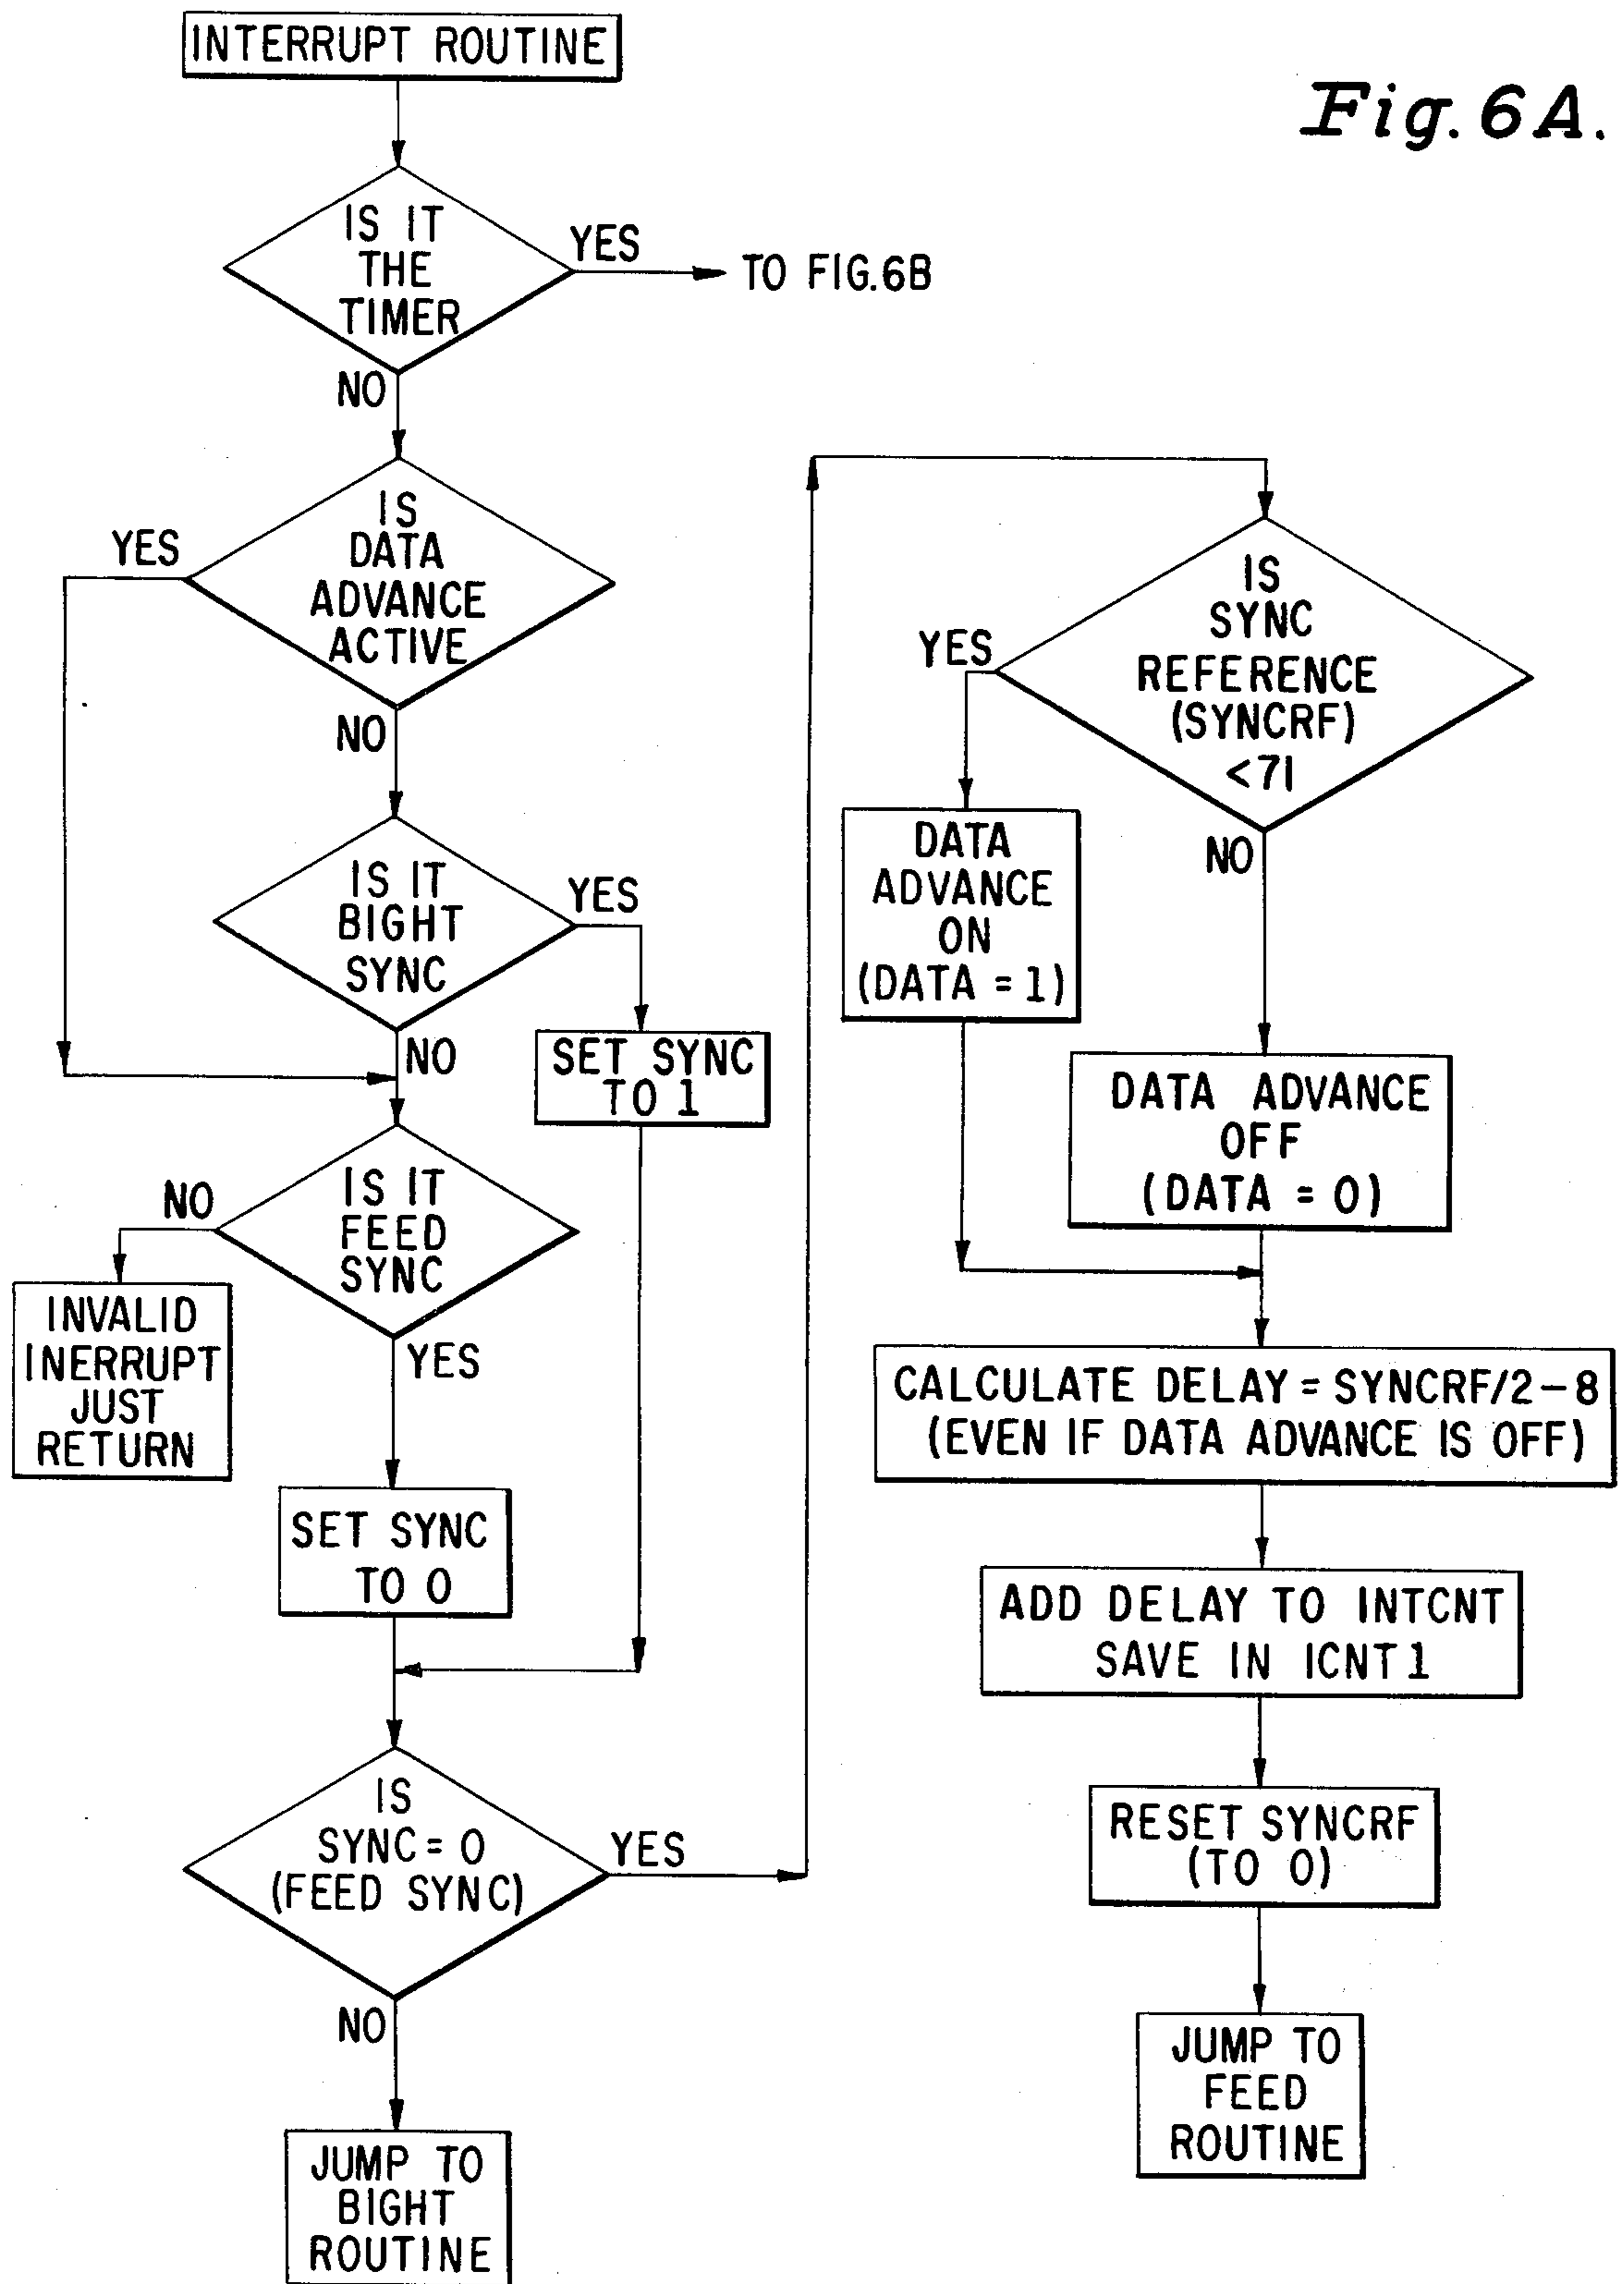 INTERRUPT ROUTINE
Fig. 6A.
IS IT
THE
TIMER
YES
TO FIG.6B
NO
IS
DATA
ADVANCE
ACTIVE
YES
NO
IS IT
BIGHT
SYNC
YES
NO
SET SYNC
TO 1
IS IT
FEED
SYNC
NO
INVALID
INERRUPT
JUST
RETURN
YES
SET SYNC
TO 0
IS
SYNC = 0
(FEED SYNC)
YES
NO
JUMP TO
BIGHT
ROUTINE
IS
SYNC
REFERENCE
(SYNCRF)
<71
YES
DATA
ADVANCE
ON
(DATA = 1)
NO
DATA ADVANCE
OFF
(DATA = 0)
CALCULATE DELAY = SYNCRF/2-8
(EVEN IF DATA ADVANCE IS OFF)
ADD DELAY TO INTCNT
SAVE IN ICNT1
RESET SYNCRF
(TO 0)
JUMP TO
FEED
ROUTINE